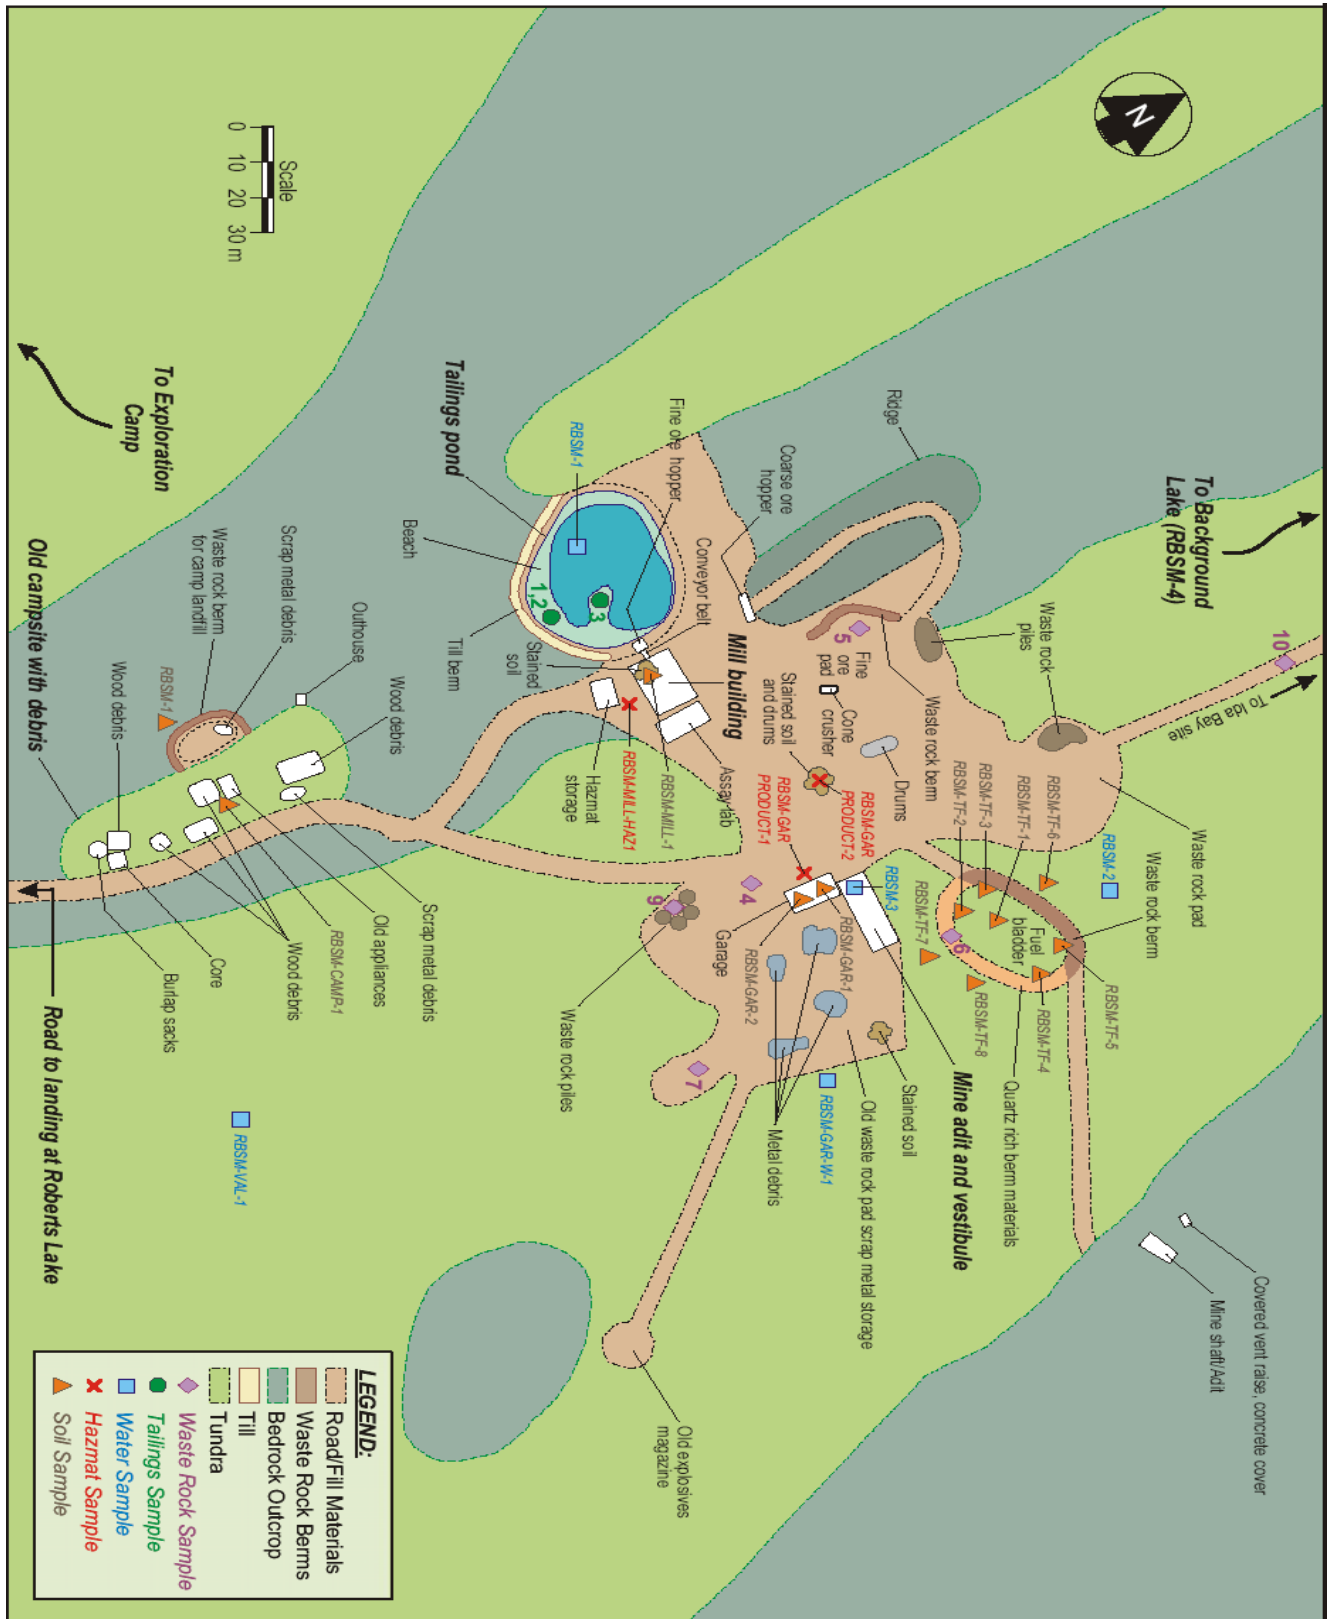 N
Scale
0 10 20 30 m
To Exploration
Camp
To Background
Lake (RBSM-4)
10
To Ida Bay site
Ridge
Coarse ore
hopper
Fine ore hopper
Conveyor belt
Tailings pond
RBSM-1
Beach
1,2
3
Till berm
Stained
soil
Mill building
Assay lab
Hazmat
storage
RBSM-MILL-HAZ1
RBSM-MILL-1
Waste rock
piles
Waste rock berm
5
Fine
ore
pad
Cone
crusher
Stained soil
and drums
Drums
RBSM-GAR
PRODUCT-2
RBSM-GAR
PRODUCT-1
RBSM-TF-2
RBSM-TF-3
RBSM-TF-1
RBSM-TF-6
RBSM-2
Waste rock pad
Waste rock berm
RBSM-3
RBSM-TF-7
Fuel
bladder
6
RBSM-TF-8
RBSM-TF-4
RBSM-TF-5
Quartz rich berm materials
Mine adit and vestibule
4
9
Garage
RBSM-GAR-1
RBSM-GAR-2
Waste rock piles
7
Stained soil
Old waste rock pad scrap metal storage
RBSM-GAR-W-1
Metal debris
Covered vent raise, concrete cover
Mine shaft/Adit
Old explosives
magazine
Outhouse
Scrap metal debris
Waste rock berm
for camp landfill
RBSM-1
Wood debris
Wood debris
Old campsite with debris
Scrap metal debris
Old appliances
RBSM-CAMP-1
Wood debris
Core
Burlap sacks
Road to landing at Roberts Lake
RBSM-VAL-1
LEGEND:
Road/Fill Materials
Waste Rock Berms
Bedrock Outcrop
Till
Tundra
Waste Rock Sample
Tailings Sample
Water Sample
Hazmat Sample
Soil Sample